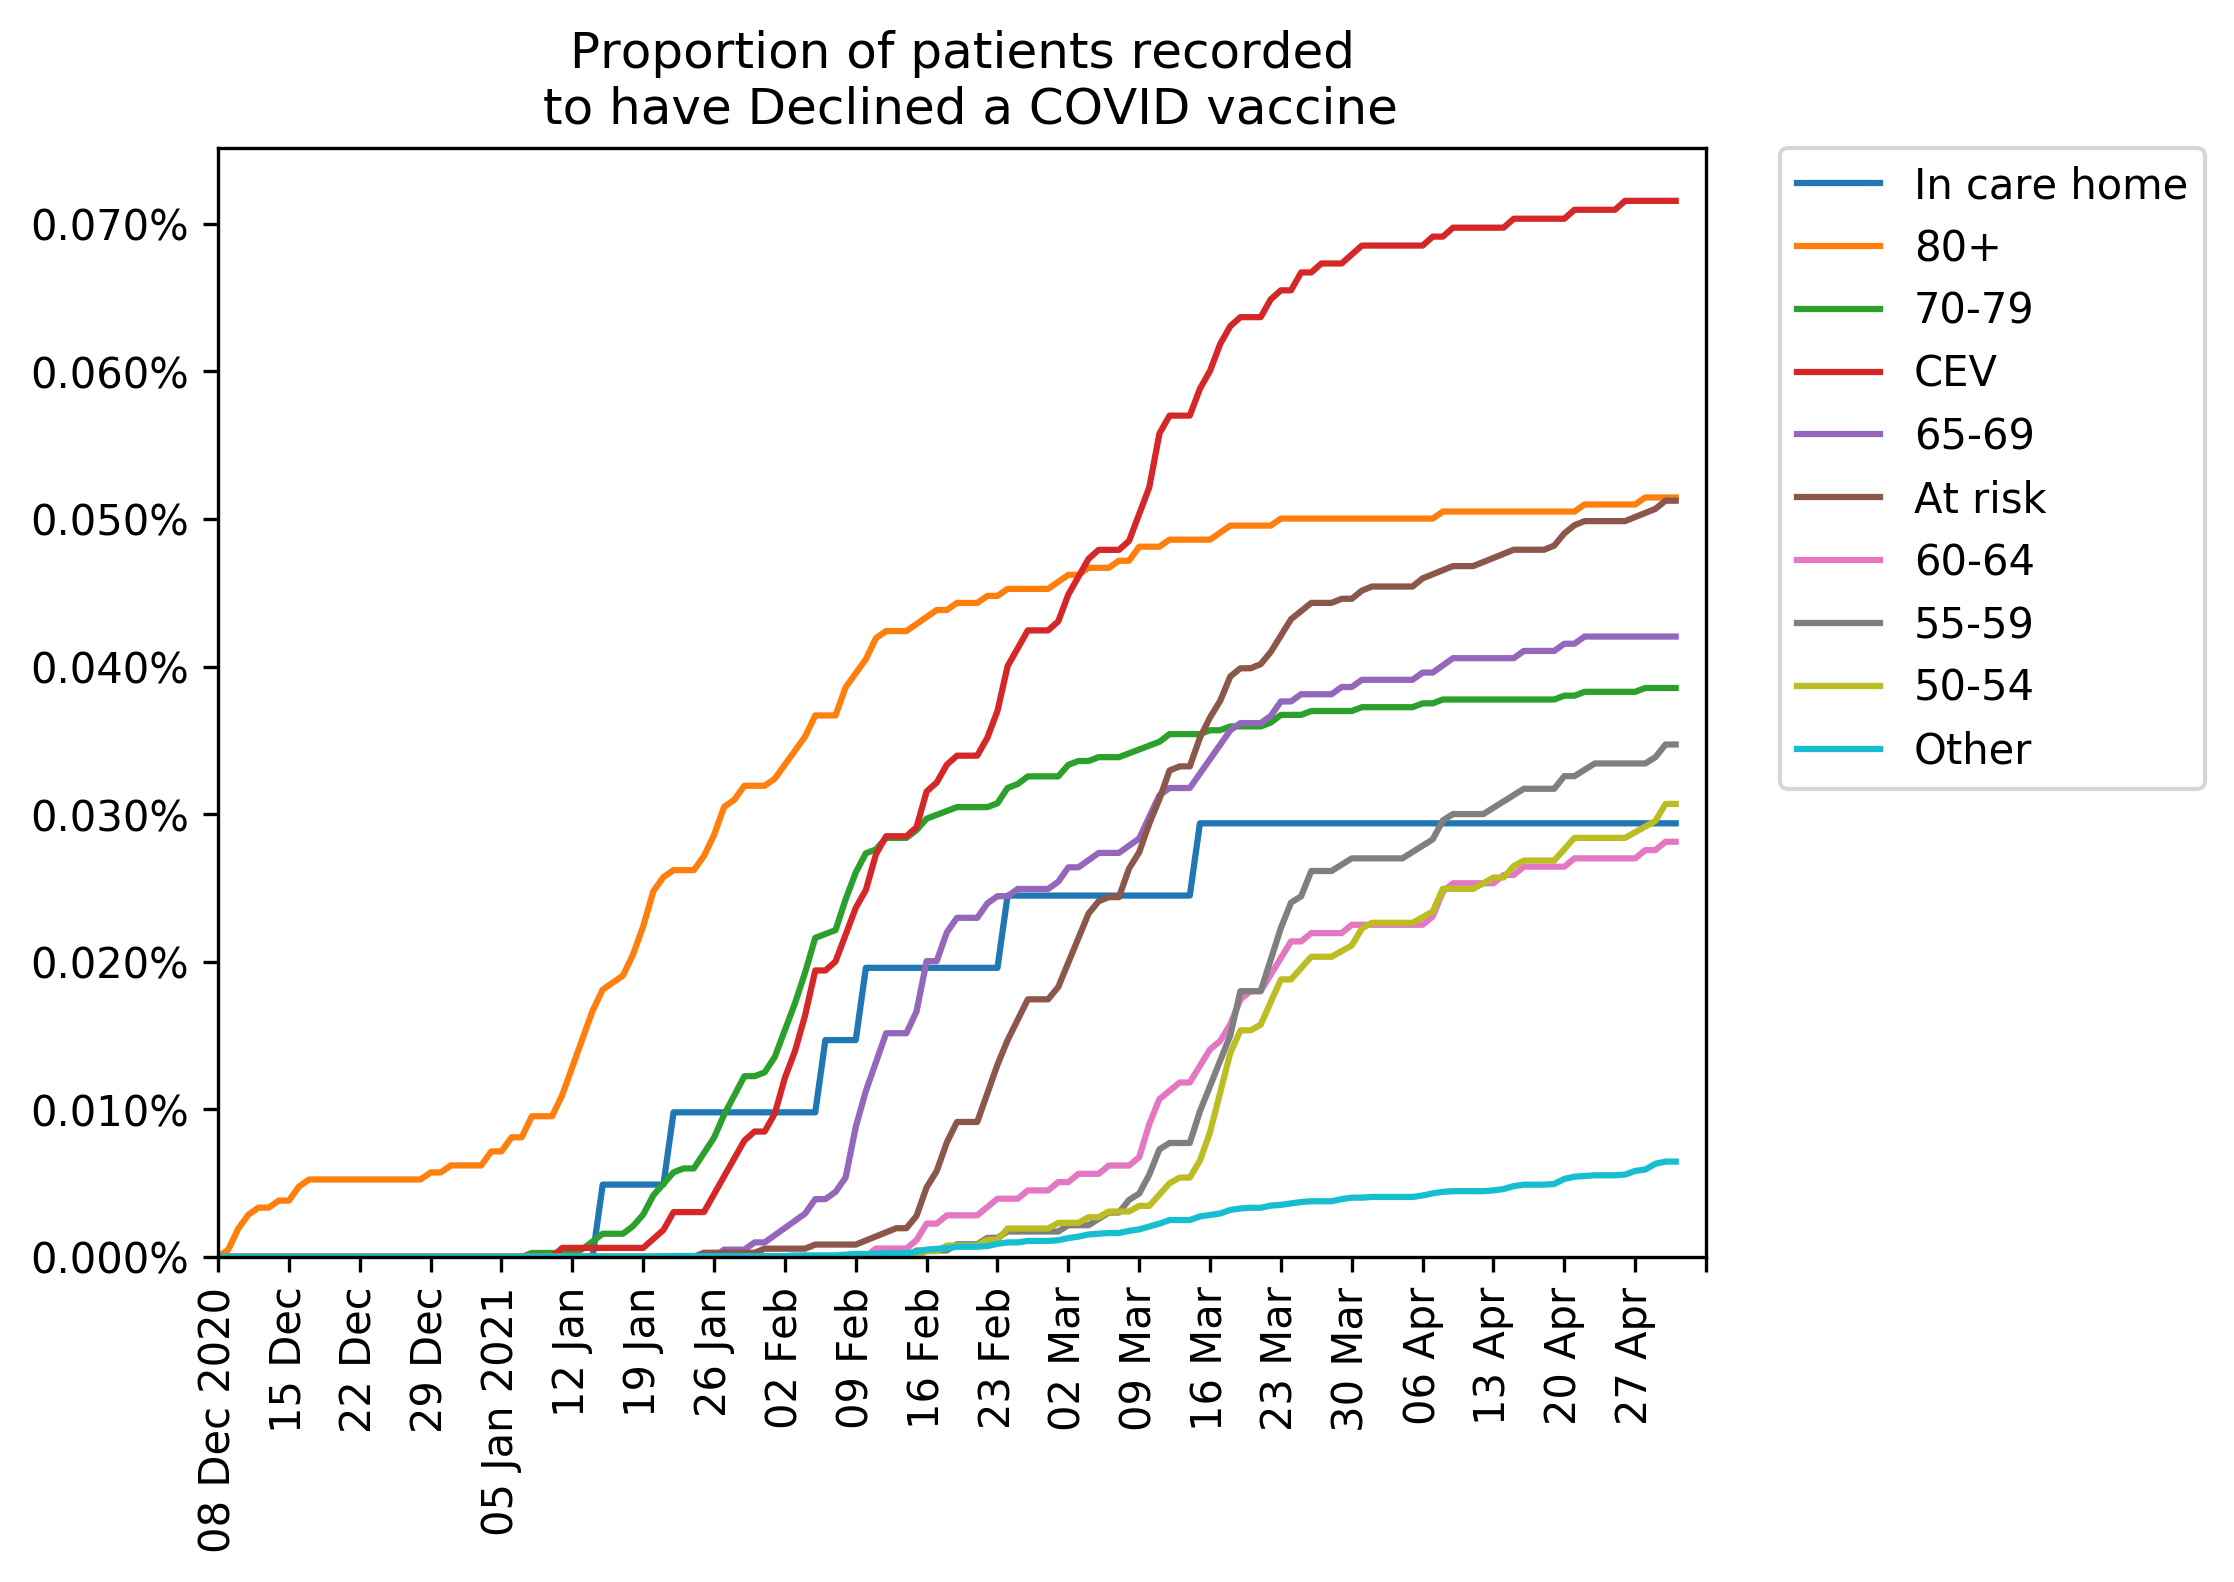 Proportion of patients recorded
to have Declined a COVID vaccine
0.070%
0.060%
0.050%
0.040%
0.030%
0.020%
0.010%
0.000%
08 Dec 2020
15 Dec
22 Dec
29 Dec
05 Jan 2021
12 Jan
19 Jan
26 Jan
02 Feb
09 Feb
16 Feb
23 Feb
02 Mar
09 Mar
16 Mar
23 Mar
30 Mar
06 Apr
13 Apr
20 Apr
27 Apr
In care home
80+
70-79
CEV
65-69
At risk
60-64
55-59
50-54
Other